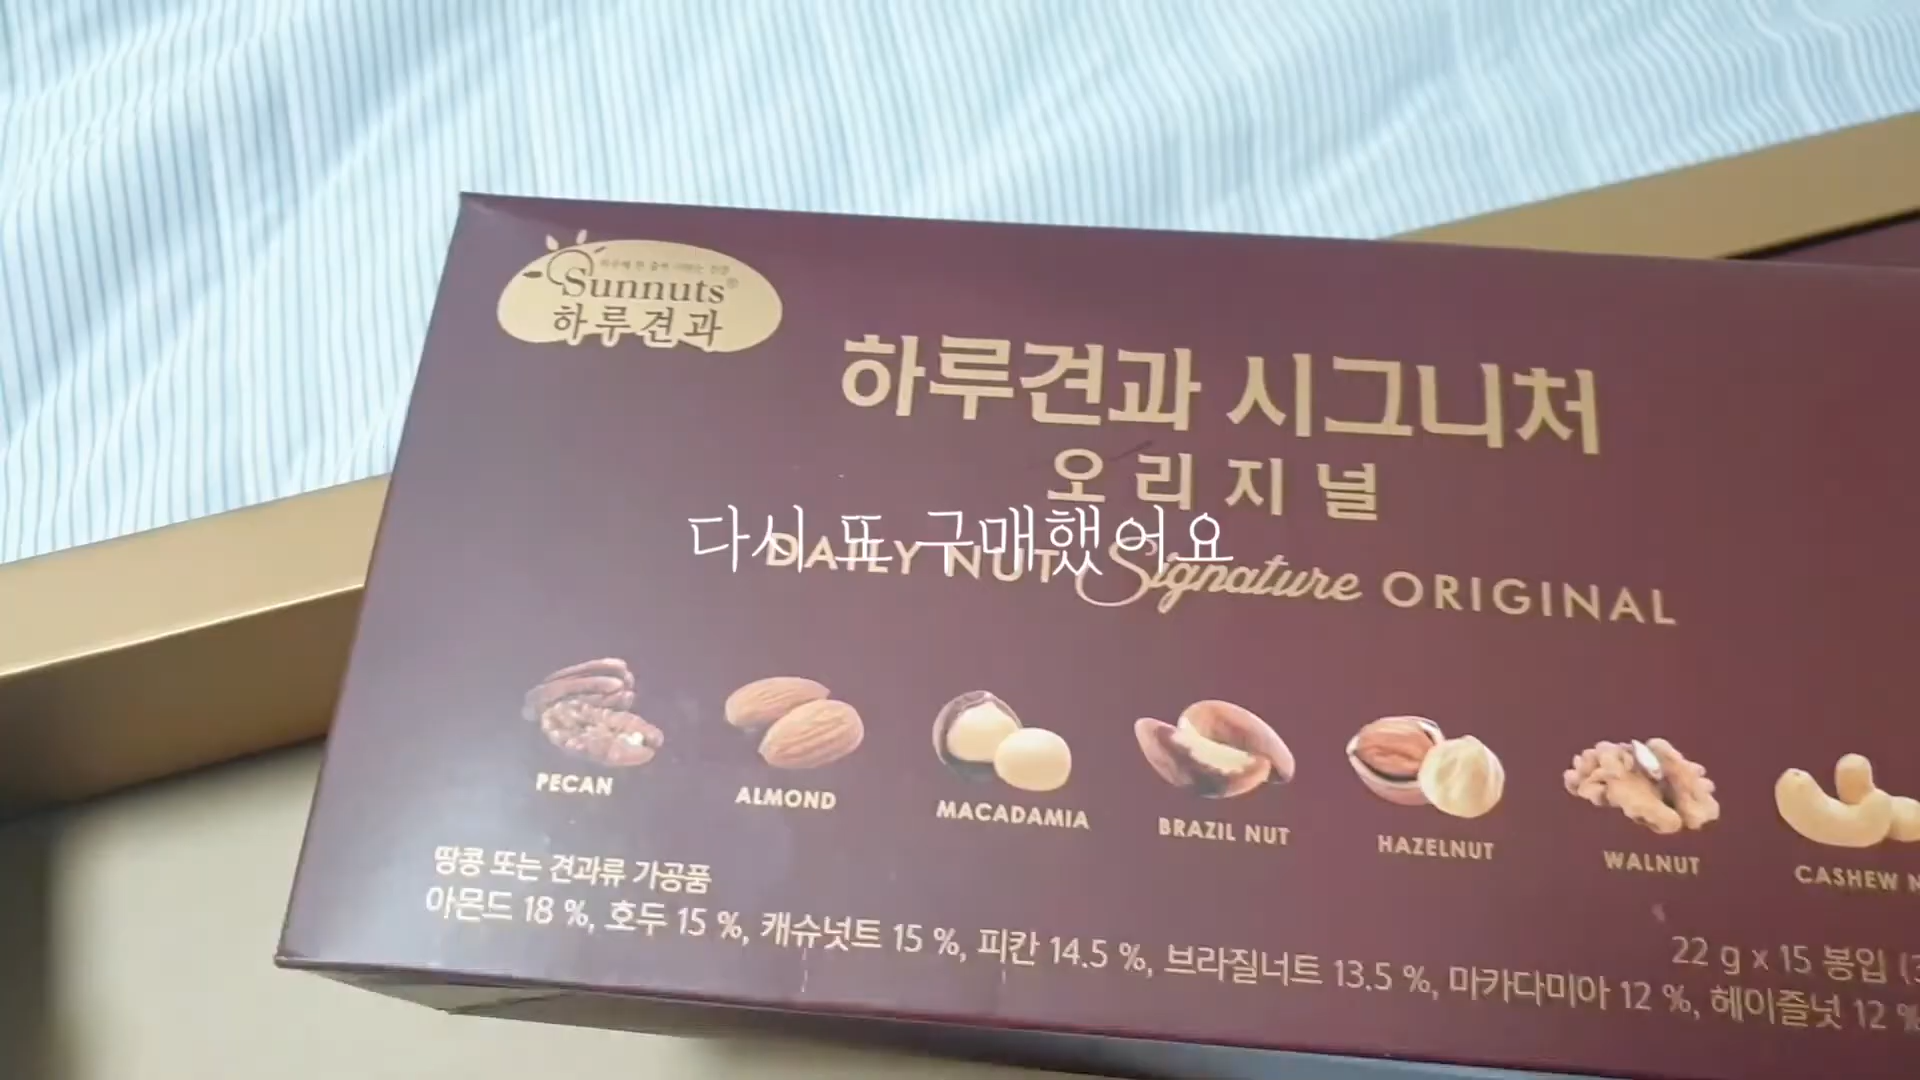 Sunnuts®
하루견과
하루견과 시그니처
오리지널
다시 또 구매했어요
DAILY NUT Signature ORIGINAL
PECAN
ALMOND
MACADAMIA
BRAZIL NUT
HAZELNUT
WALNUT
CASHEW
땅콩 또는 견과류 가공품
22 g x 15 봉입
아몬드 18 %, 호두 15 %, 캐슈넛트 15 %, 피칸 14.5 %, 브라질너트 13.5 %, 마카다미아 12 %, 헤이즐넛 12 %